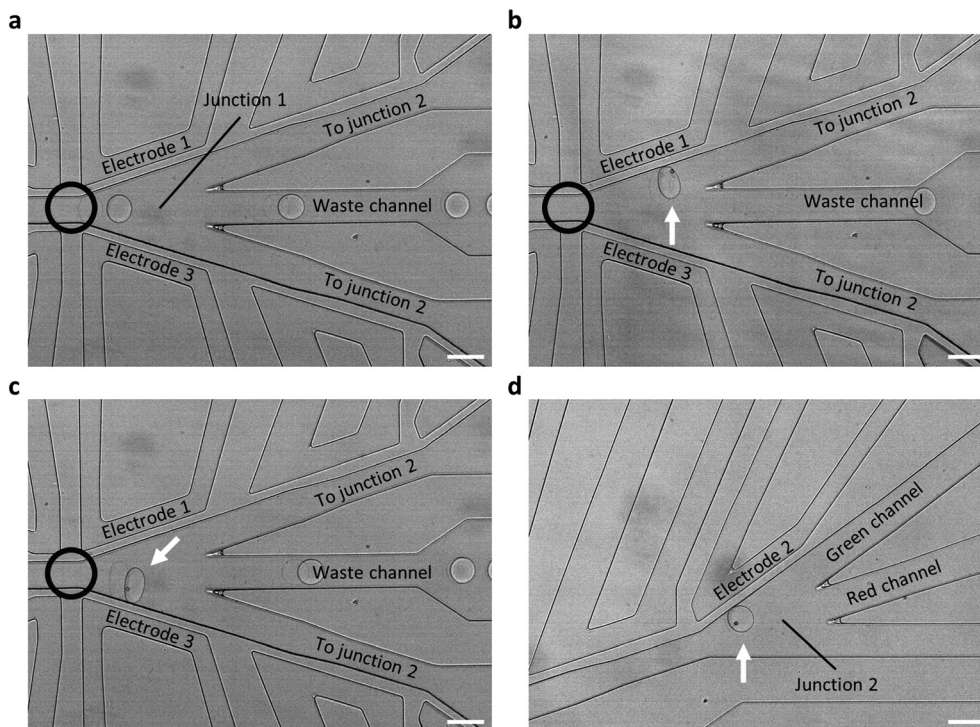 a
Junction 1
To junction 2
Electrode 1
Waste channel
Electrode 3
To junction 2
b
To junction 2
Electrode 1
Waste channel
Electrode 3
To junction 2
c
To junction 2
Electrode 1
Waste channel
Electrode 3
To junction 2
d
Green channel
Electrode 2
Red channel
Junction 2